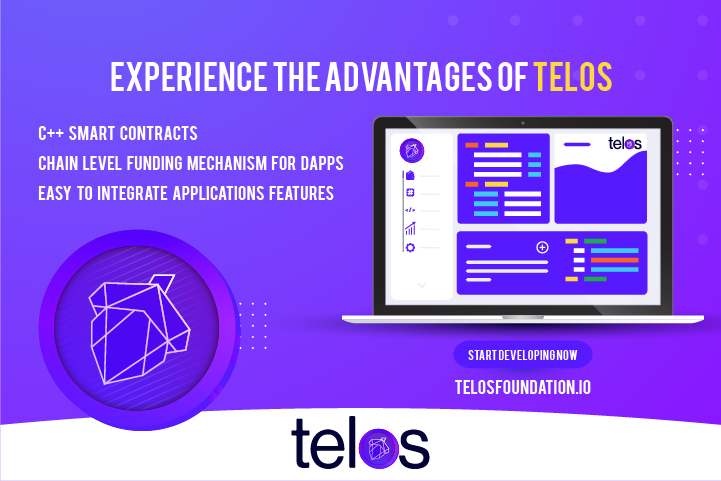 EXPERIENCE THE ADVANTAGES OF TELOS
C++ SMART CONTRACTS
CHAIN LEVEL FUNDING MECHANISM FOR DAPPS
EASY TO INTEGRATE APPLICATIONS FEATURES
telos
</>
START DEVELOPING NOW
TELOSFOUNDATION.IO
telos